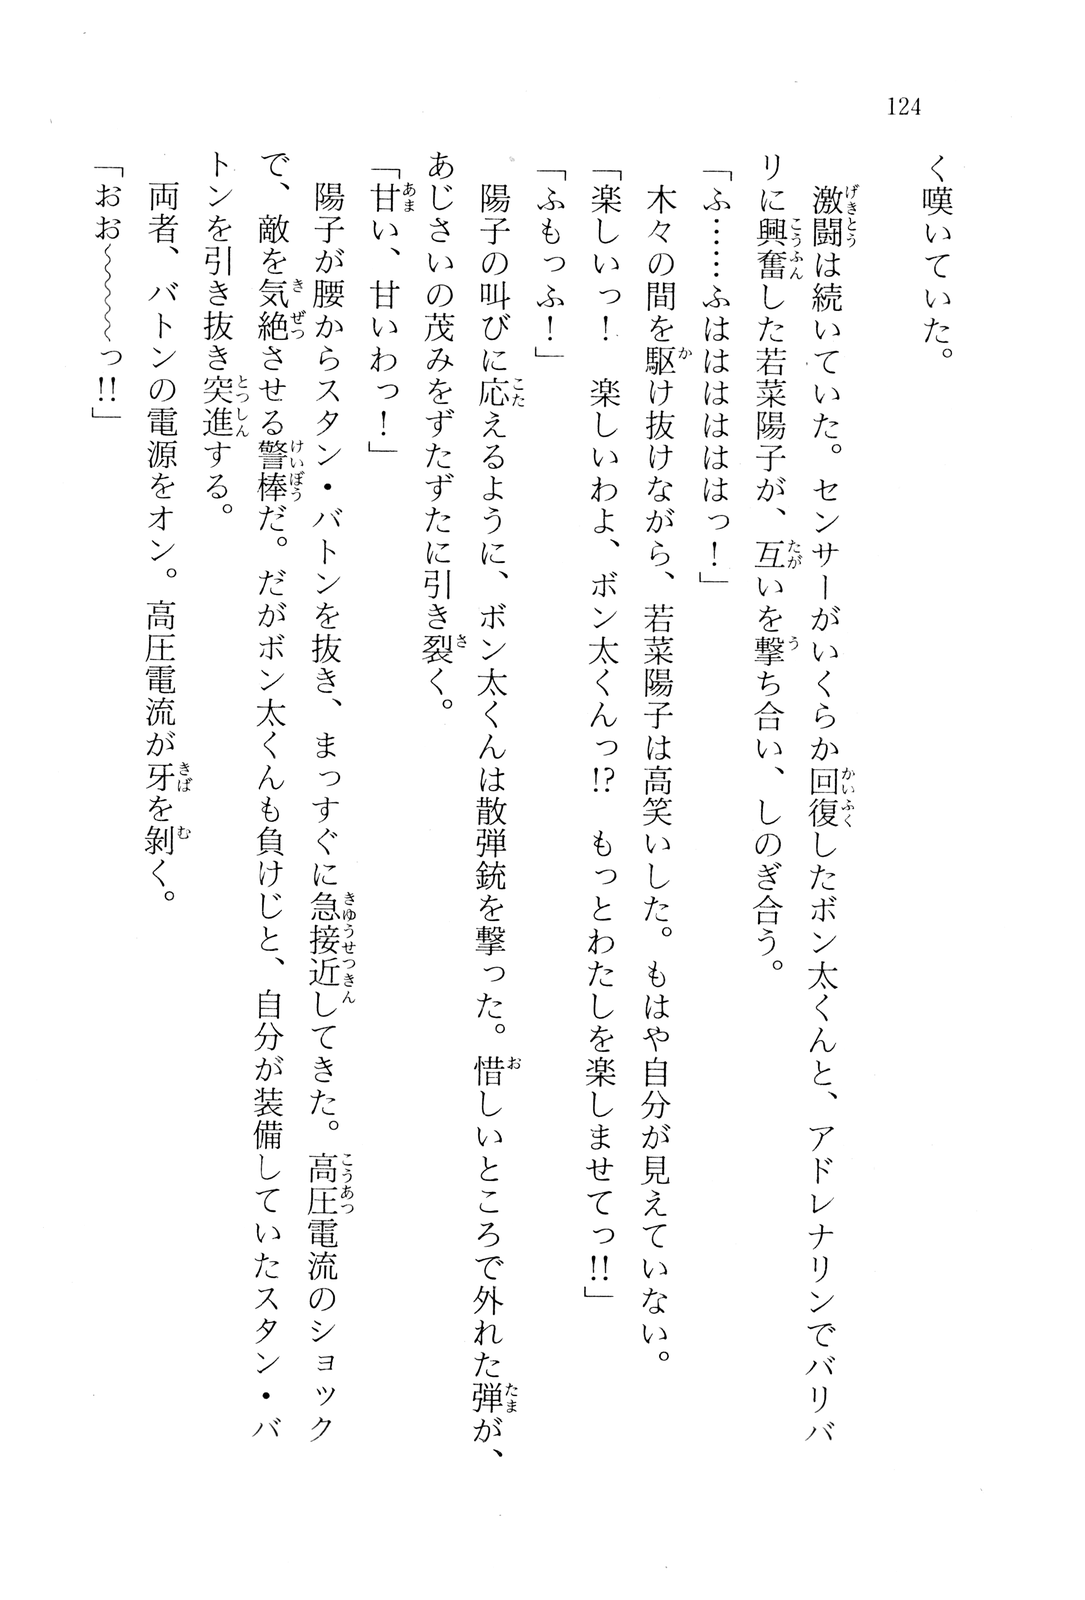 124
く嘆いていた。
激闘は続いていた。センサーがいくらか回復したボン太くんと、アドレナリンでバリバ
リに興奮した若菜陽子が、互いを撃ち合い、しのぎ合う。
「ふ……ふはははははっ！」
木々の間を駆け抜けながら、若菜陽子は高笑いした。もはや自分が見えていない。
「楽しいっ！　楽しいわよ、ボン太くんっ!?　もっとわたしを楽しませてっ!!」
「ふもっふ！」
陽子の叫びに応えるように、ボン太くんは散弾銃を撃った。惜しいところで外れた弾が、
あじさいの茂みをずたずたに引き裂く。
「甘い、甘いわっ！」
陽子が腰からスタン・バトンを抜き、まっすぐに急接近してきた。高圧電流のショック
で、敵を気絶させる警棒だ。だがボン太くんも負けじと、自分が装備していたスタン・バ
トンを引き抜き突進する。
両者、バトンの電源をオン。高圧電流が牙を剝く。
「おお〜〜〜〜っ!!」